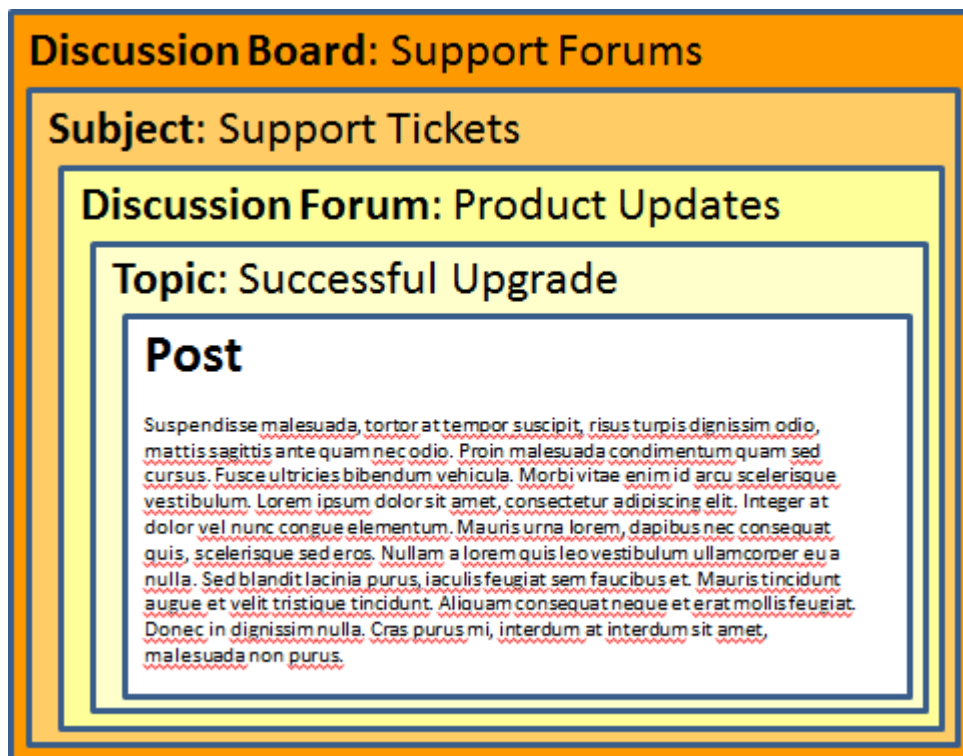 Discussion Board: Support Forums
Subject: Support Tickets
Discussion Forum: Product Updates
Topic: Successful Upgrade
Post
Suspendisse malesuada, tortor at tempor suscipit, risus turpis dignissim odio,
mattis sagittis ante quam nec odio. Proin malesuada condimentum quam sed
cursus. Fusce ultricies bibendum vehicula. Morbi vitae enim id arcu scelerisque
vestibulum. Lorem ipsum dolor sit amet, consectetur adipiscing elit. Integer at
dolor vel nunc congue elementum. Mauris urna lorem, dapibus nec consequat
quis, scelerisque sed eros. Nullam a lorem quis leo vestibulum ullamcorper eu a
nulla. Sed blandit lacinia purus, iaculis feugiat sem faucibus et. Mauris tincidunt
augue et velit tristique tincidunt. Aliquam consequat neque et erat mollis feugiat.
Donec in dignissim nulla. Cras purus mi, interdum at interdum sit amet,
malesuada non purus.